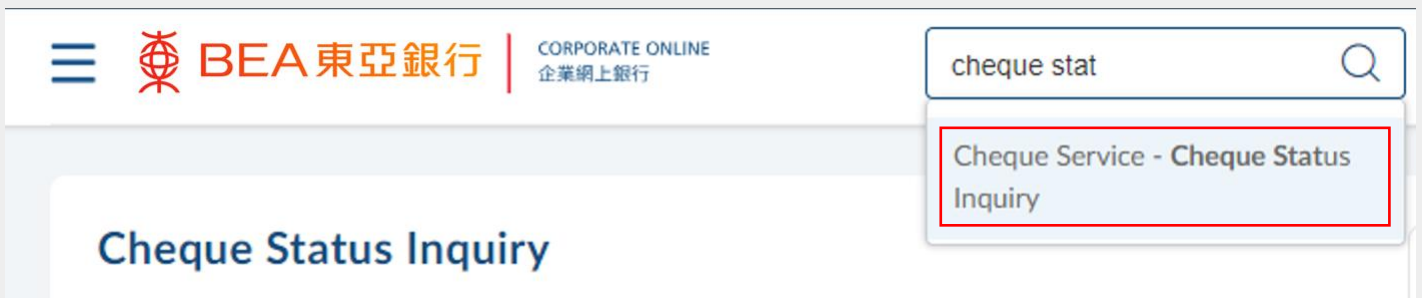 BEA東亞銀行
CORPORATE ONLINE
企業網上銀行
cheque stat
Cheque Service - Cheque Status
Inquiry
Cheque Status Inquiry